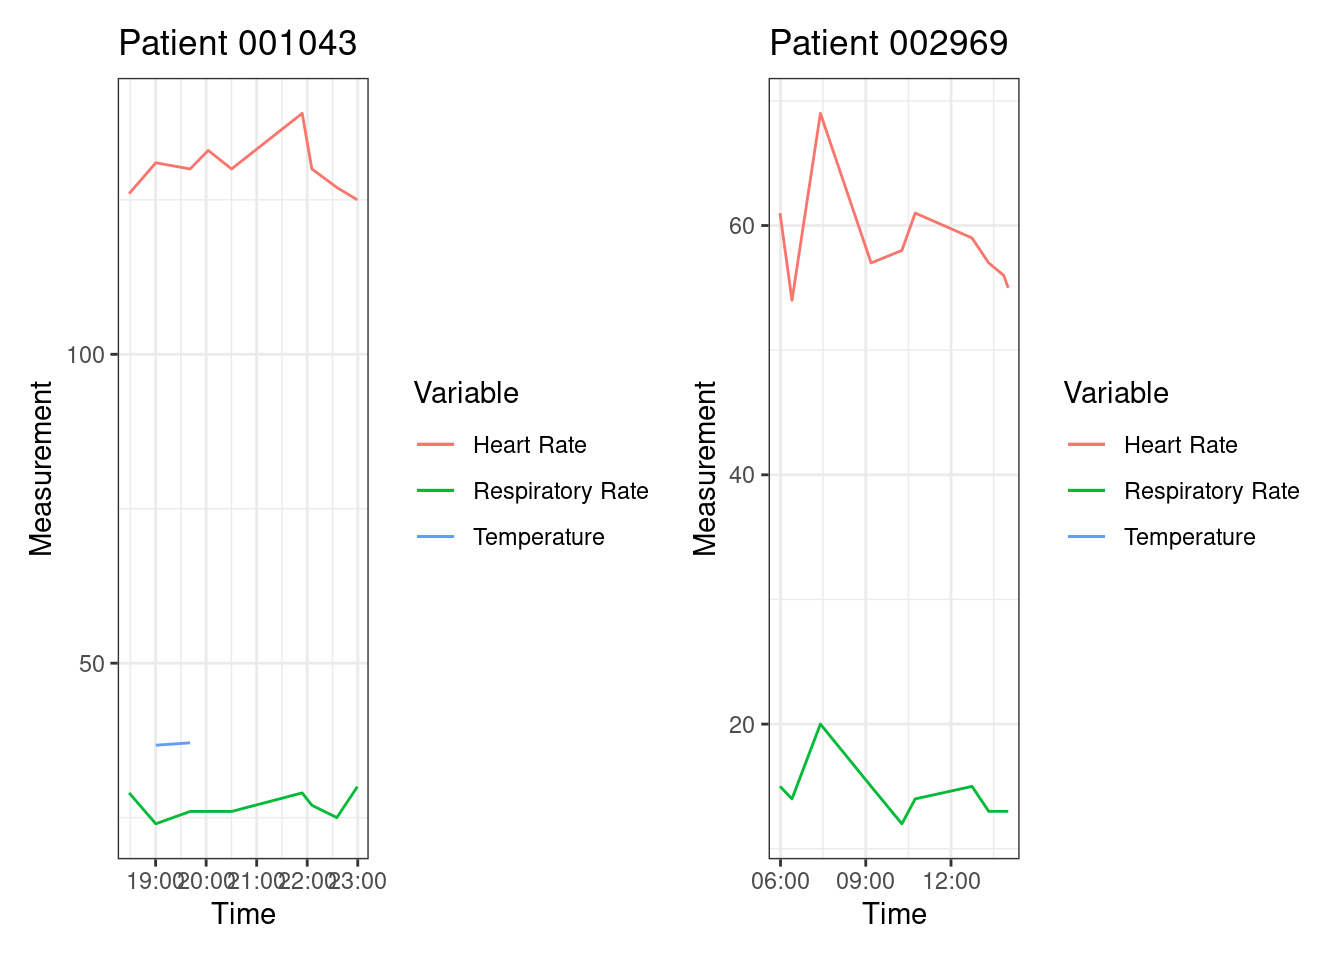 Patient 001043
Measurement
100
50
19:00 20:00 21:00 22:00 23:00
Time
Variable
Heart Rate
Respiratory Rate
Temperature
Patient 002969
Measurement
60
40
20
06:00 09:00 12:00
Time
Variable
Heart Rate
Respiratory Rate
Temperature